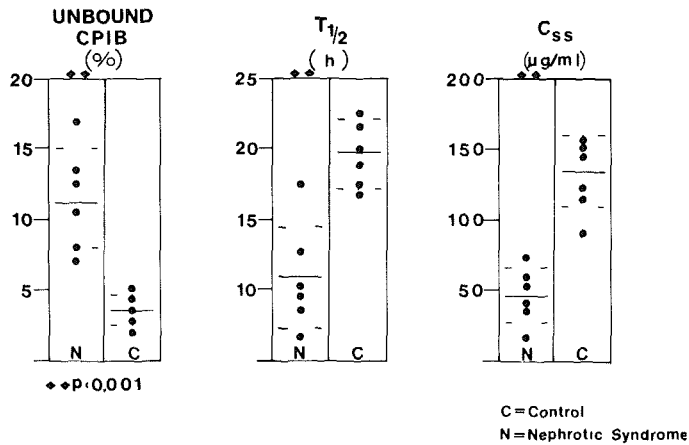 UNBOUND
CPIB
(%)
20
15
10
5
N
C
◆◆p<0,001
T1/2
(h)
25
20
15
10
N
C
Css
(µg/ml)
200
150
100
50
N
C
C=Control
N=Nephrotic Syndrome